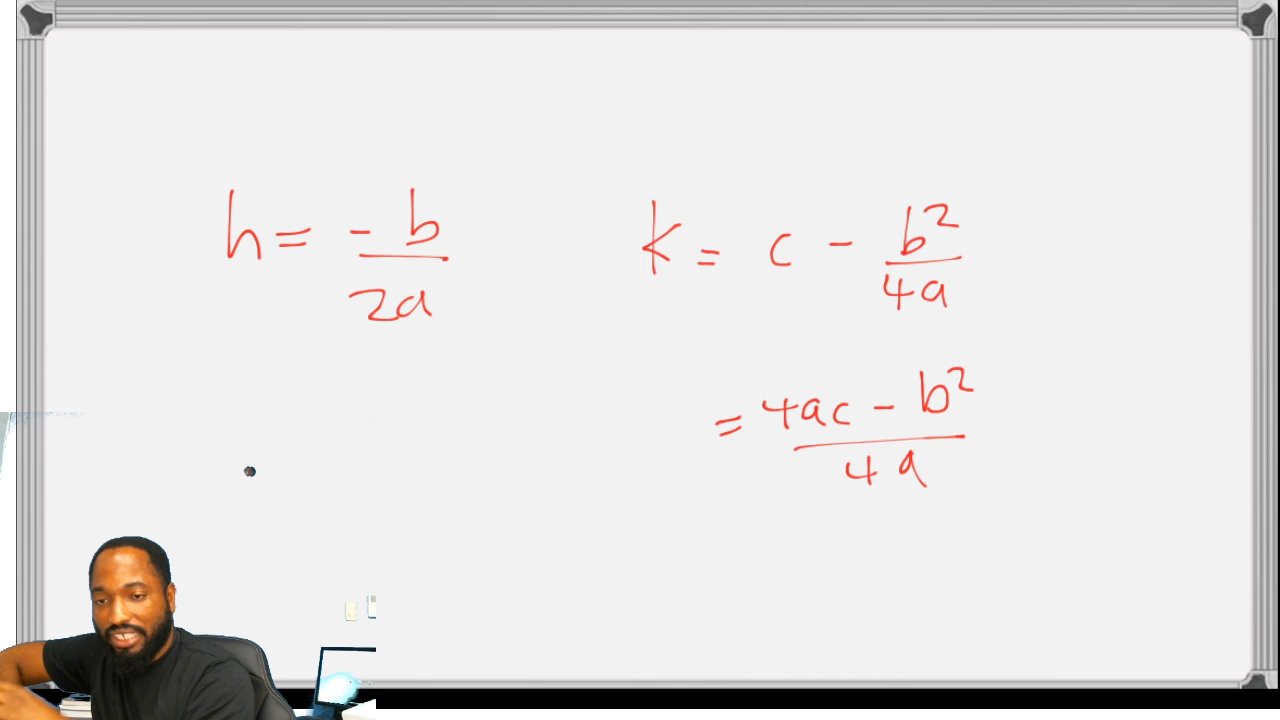 h = -b/2a
k = c - b²/4a
= 4ac - b²/4a